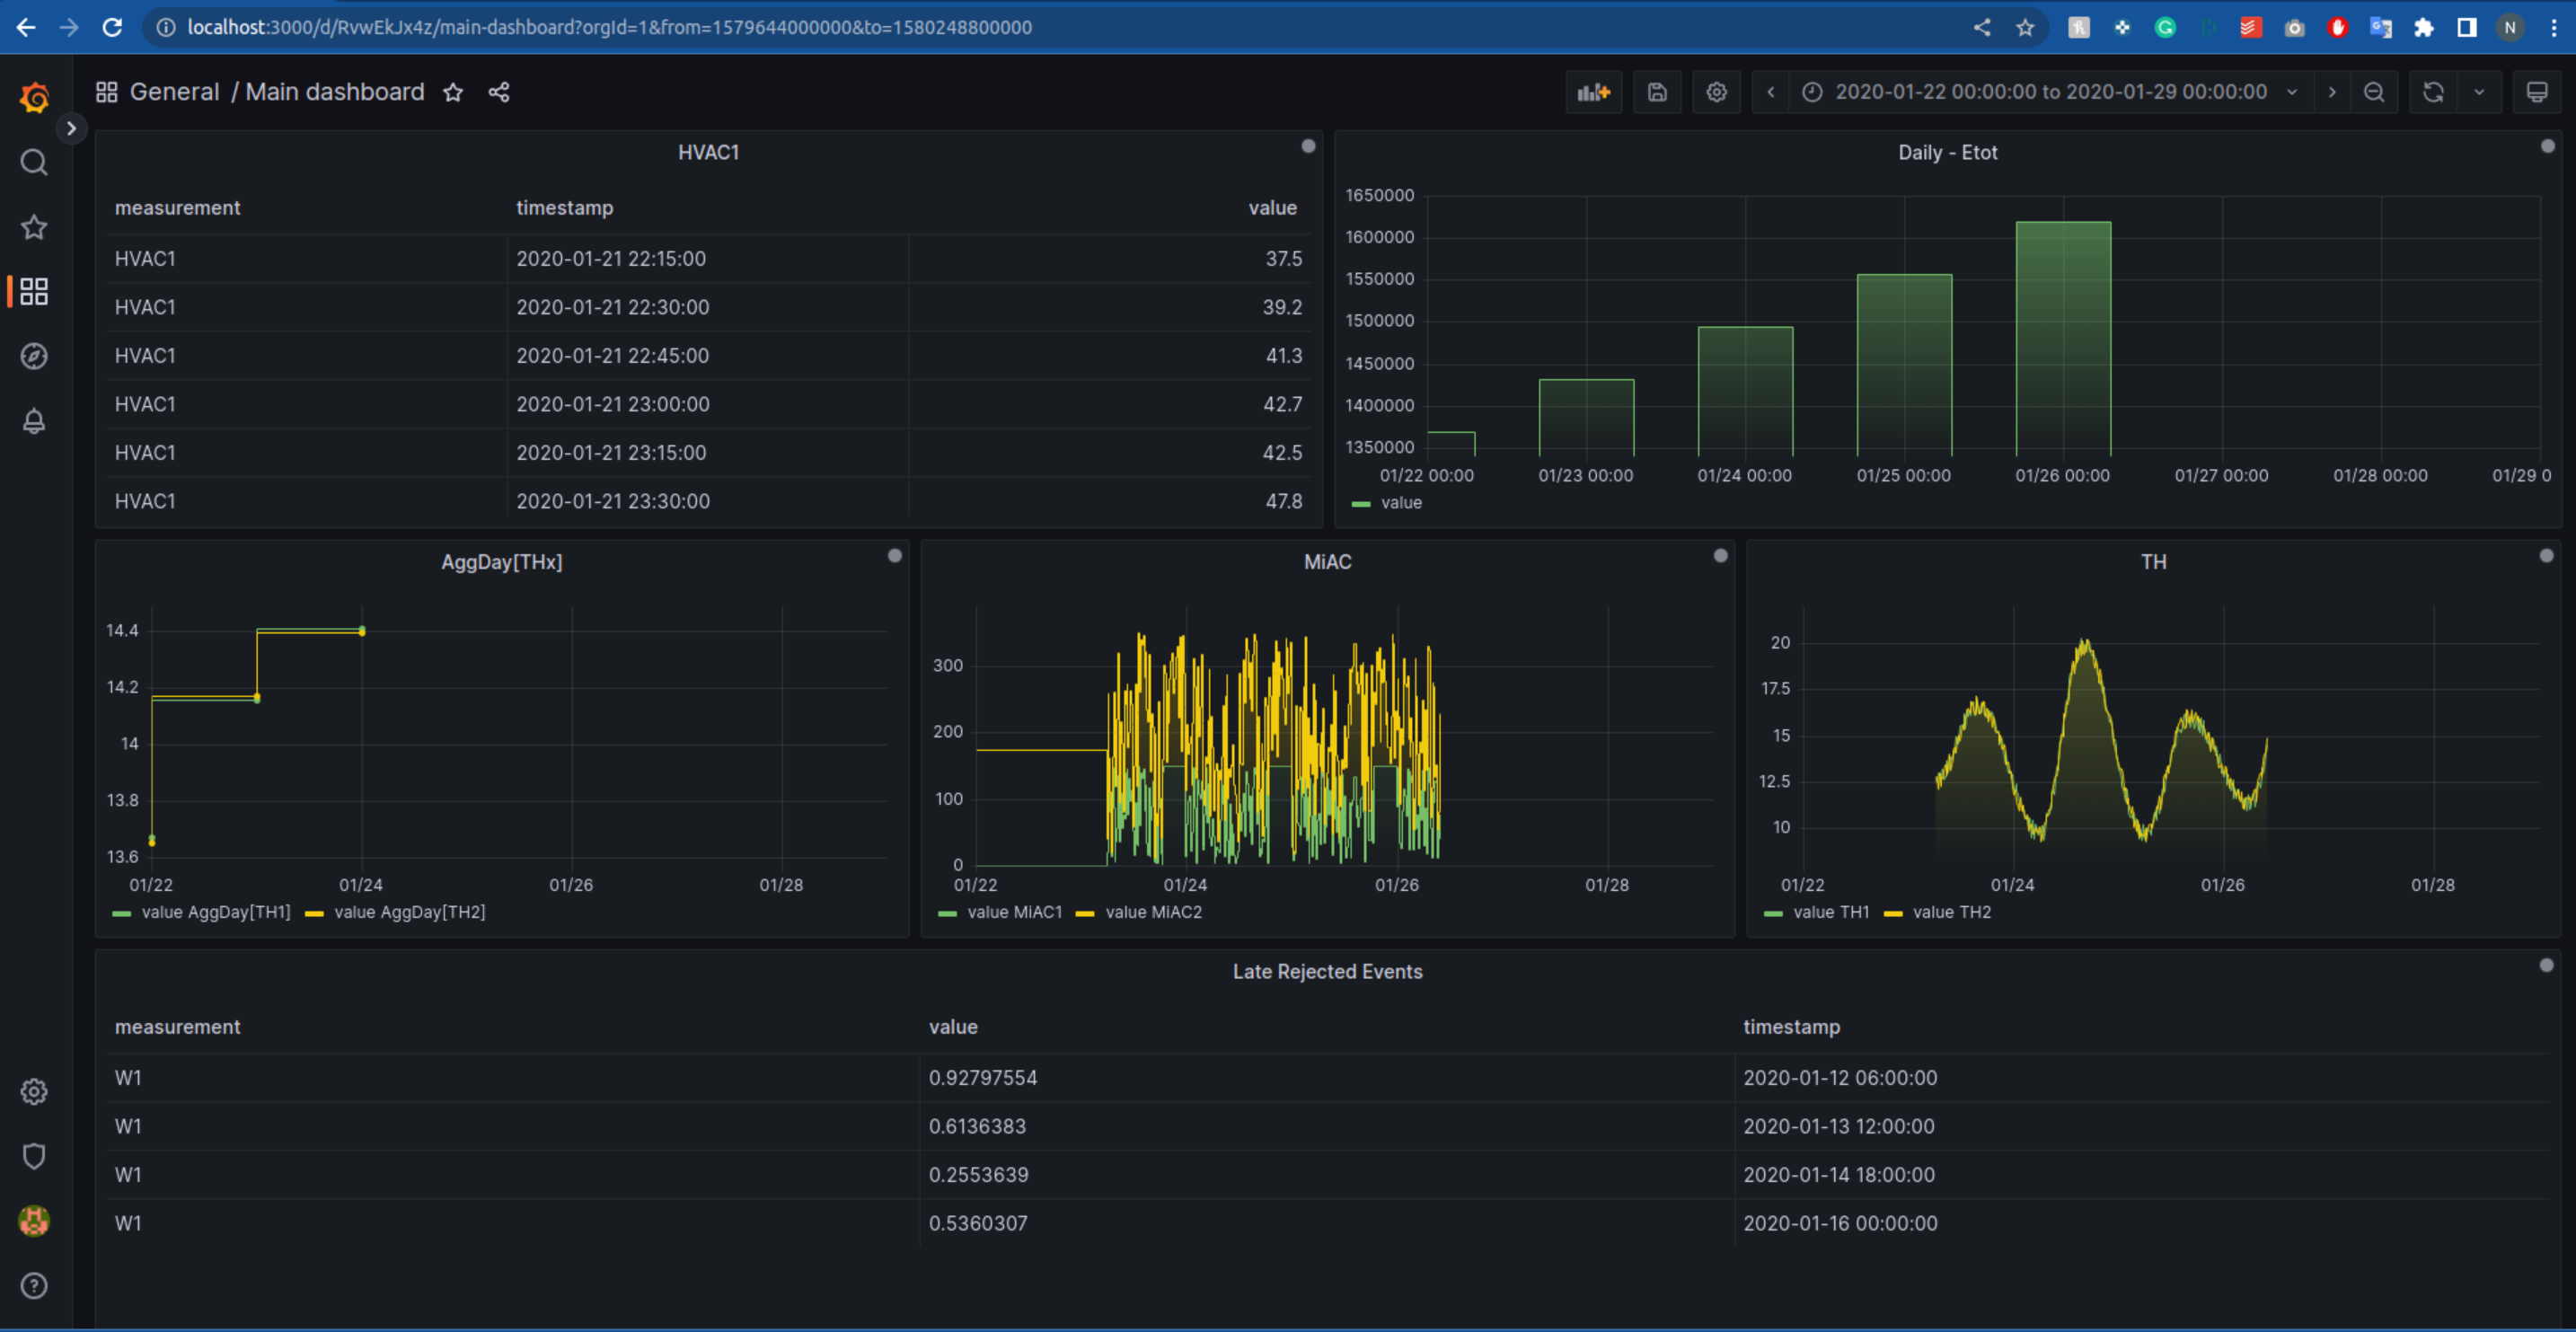 localhost:3000/d/RvwEkJx4z/main-dashboard?orgId=1&from=1579644000000&to=1580248800000
N
General / Main dashboard
2020-01-22 00:00:00 to 2020-01-29 00:00:00
HVAC1
measurement timestamp value
HVAC1 2020-01-21 22:15:00 37.5
HVAC1 2020-01-21 22:30:00 39.2
HVAC1 2020-01-21 22:45:00 41.3
HVAC1 2020-01-21 23:00:00 42.7
HVAC1 2020-01-21 23:15:00 42.5
HVAC1 2020-01-21 23:30:00 47.8
Daily - Etot
1650000
1600000
1550000
1500000
1450000
1400000
1350000
01/22 00:00 01/23 00:00 01/24 00:00 01/25 00:00 01/26 00:00 01/27 00:00 01/28 00:00 01/29 0
value
AggDay[THx]
14.4
14.2
14
13.8
13.6
01/22 01/24 01/26 01/28
value AggDay[TH1] value AggDay[TH2]
MiAC
300
200
100
0
01/22 01/24 01/26 01/28
value MiAC1 value MiAC2
TH
20
17.5
15
12.5
10
01/22 01/24 01/26 01/28
value TH1 value TH2
Late Rejected Events
measurement value timestamp
W1 0.92797554 2020-01-12 06:00:00
W1 0.6136383 2020-01-13 12:00:00
W1 0.2553639 2020-01-14 18:00:00
W1 0.5360307 2020-01-16 00:00:00